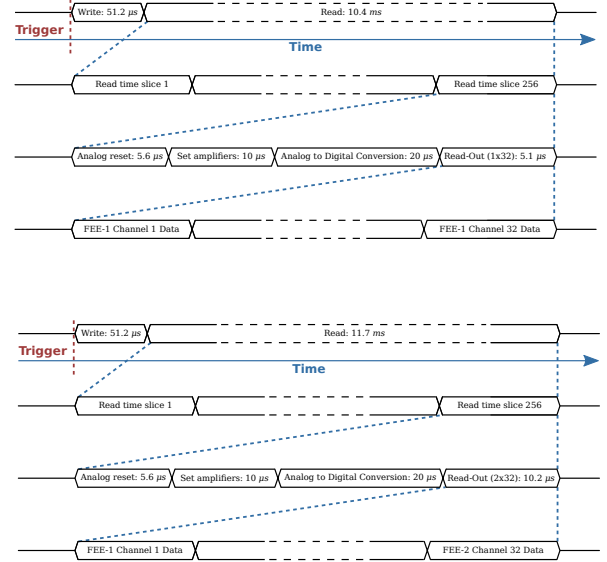 Write: 51.2 μs Read: 10.4 ms
Trigger
Time
Read time slice 1 Read time slice 256
Analog reset: 5.6 μs Set amplifiers: 10 μs Analog to Digital Conversion: 20 μs Read-Out (1x32): 5.1 μs
FEE-1 Channel 1 Data FEE-1 Channel 32 Data
Write: 51.2 μs Read: 11.7 ms
Trigger
Time
Read time slice 1 Read time slice 256
Analog reset: 5.6 μs Set amplifiers: 10 μs Analog to Digital Conversion: 20 μs Read-Out (2x32): 10.2 μs
FEE-1 Channel 1 Data FEE-2 Channel 32 Data